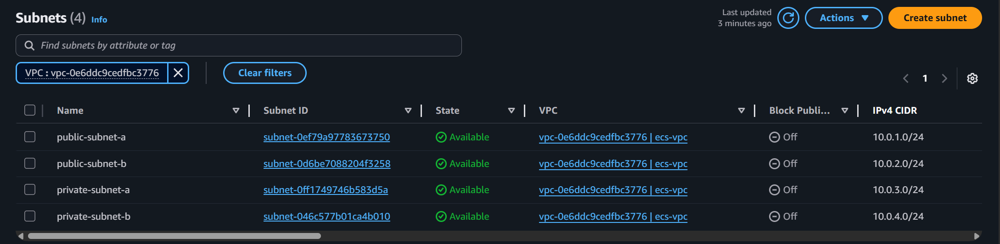 Subnets (4) Info
Last updated
3 minutes ago
Actions
Create subnet
Find subnets by attribute or tag
VPC : vpc-0e6ddc9cedfbc3776
Clear filters
1
Name Subnet ID State VPC Block Publi... IPv4 CIDR
public-subnet-a subnet-0ef79a97783673750 Available vpc-0e6ddc9cedfbc3776 | ecs-vpc Off 10.0.1.0/24
public-subnet-b subnet-0d6be7088204f3258 Available vpc-0e6ddc9cedfbc3776 | ecs-vpc Off 10.0.2.0/24
private-subnet-a subnet-0ff1749746b583d5a Available vpc-0e6ddc9cedfbc3776 | ecs-vpc Off 10.0.3.0/24
private-subnet-b subnet-046c577b01ca4b010 Available vpc-0e6ddc9cedfbc3776 | ecs-vpc Off 10.0.4.0/24